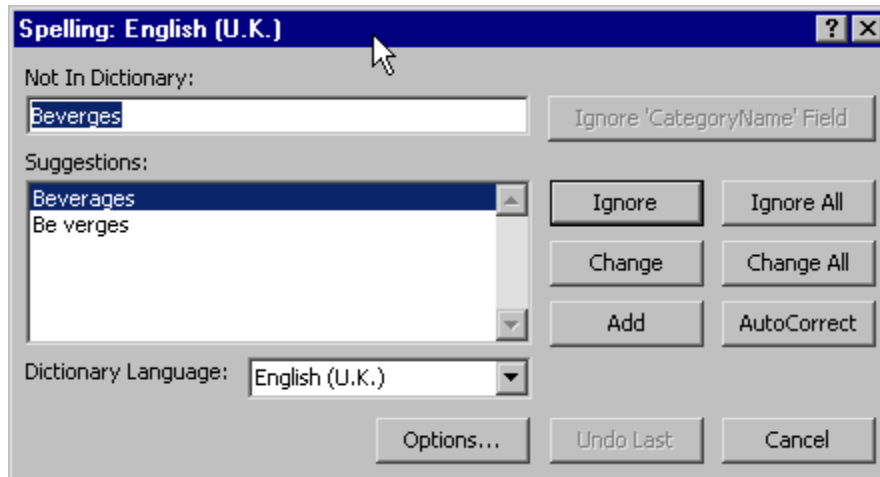 Spelling: English (U.K.)
Not In Dictionary:
Beverges
Ignore 'CategoryName' Field
Suggestions:
Beverages
Be verges
Ignore
Ignore All
Change
Change All
Add
AutoCorrect
Dictionary Language:
English (U.K.)
Options...
Undo Last
Cancel